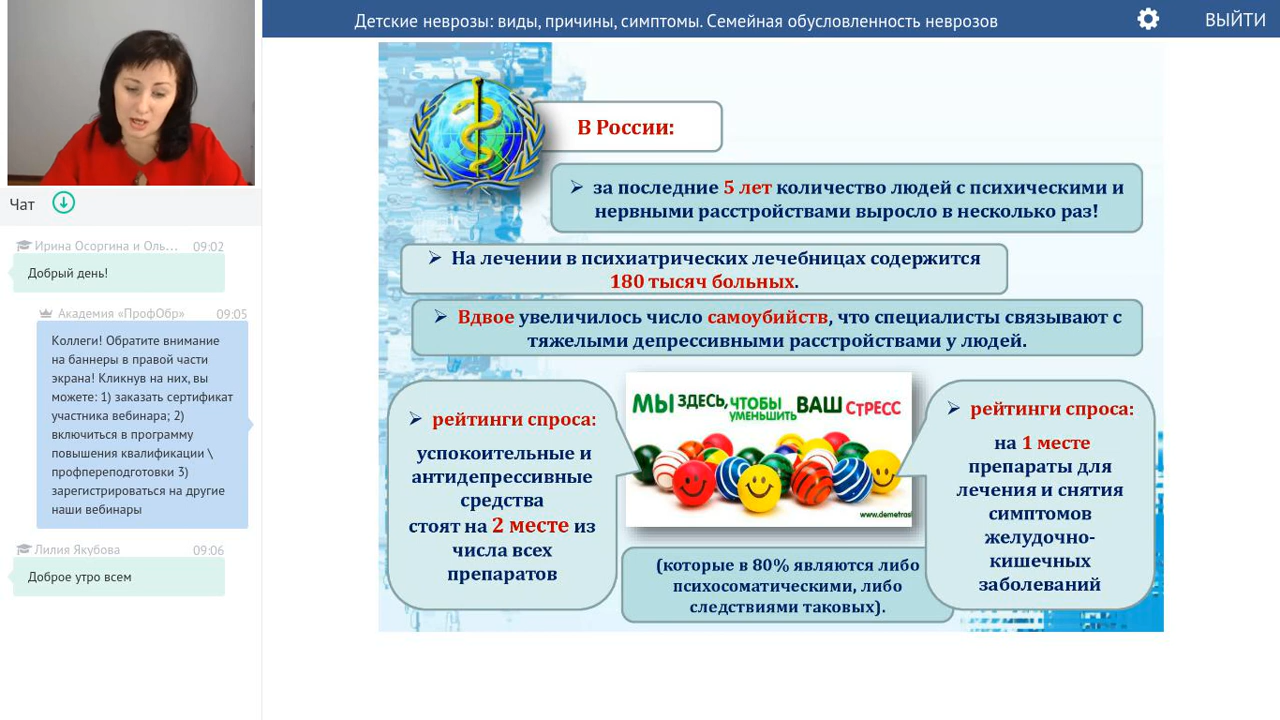 Детские неврозы: виды, причины, симптомы. Семейная обусловленность неврозов
ВЫЙТИ
Чат
Ирина Осоргина и Оль...
09:02
Добрый день!
Академия «ПрофОбр»
09:05
Коллеги! Обратите внимание
на баннеры в правой части
экрана! Кликнув на них, вы
можете: 1) заказать сертификат
участника вебинара; 2)
включиться в программу
повышения квалификации \
профпереподготовки 3)
зарегистрироваться на другие
наши вебинары
Лилия Якубова
09:06
Доброе утро всем
В России:
за последние 5 лет количество людей с психическими и
нервными расстройствами выросло в несколько раз!
На лечении в психиатрических лечебницах содержится
180 тысяч больных.
Вдвое увеличилось число самоубийств, что специалисты связывают с
тяжелыми депрессивными расстройствами у людей.
рейтинги спроса:
успокоительные и
антидепрессивные
средства
стоят на 2 месте из
числа всех
препаратов
МЫ ЗДЕСЬ, ЧТОБЫ УМЕНЬШИТЬ ВАШ СТРЕСС
www.demetras
(которые в 80% являются либо
психосоматическими, либо
следствиями таковых).
рейтинги спроса:
на 1 месте
препараты для
лечения и снятия
симптомов
желудочно-
кишечных
заболеваний